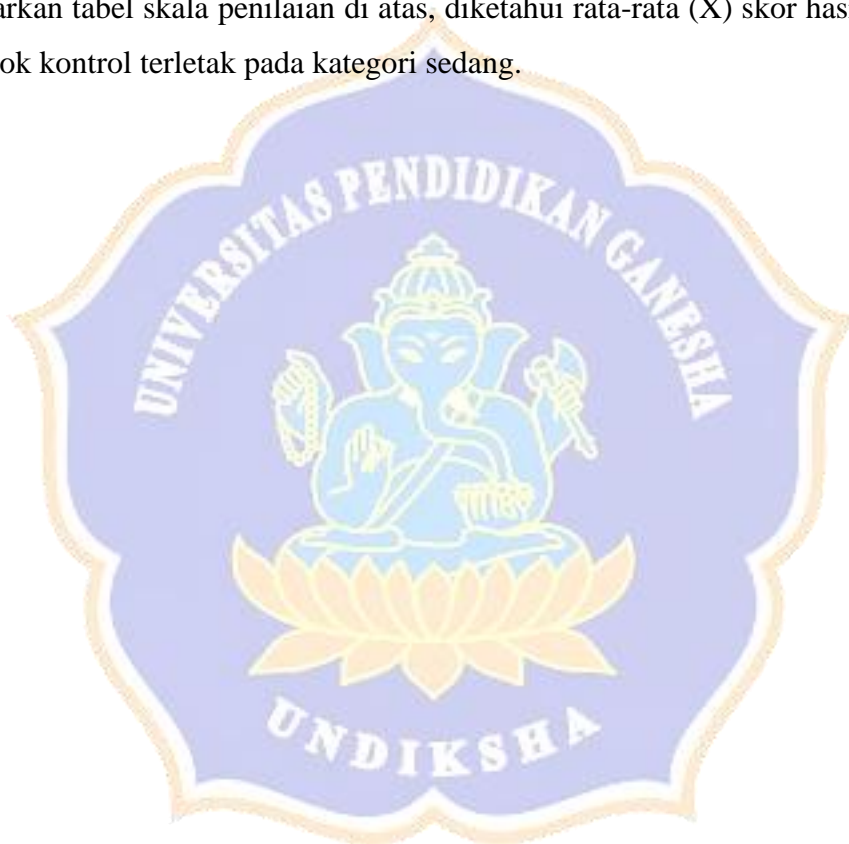 arkan tabel skala penilaian di atas, diketahui rata-rata (X) skor has
ok kontrol terletak pada kategori sedang.
UNIVERSITAS PENDIDIKAN GANESHA
UNDIKSHA